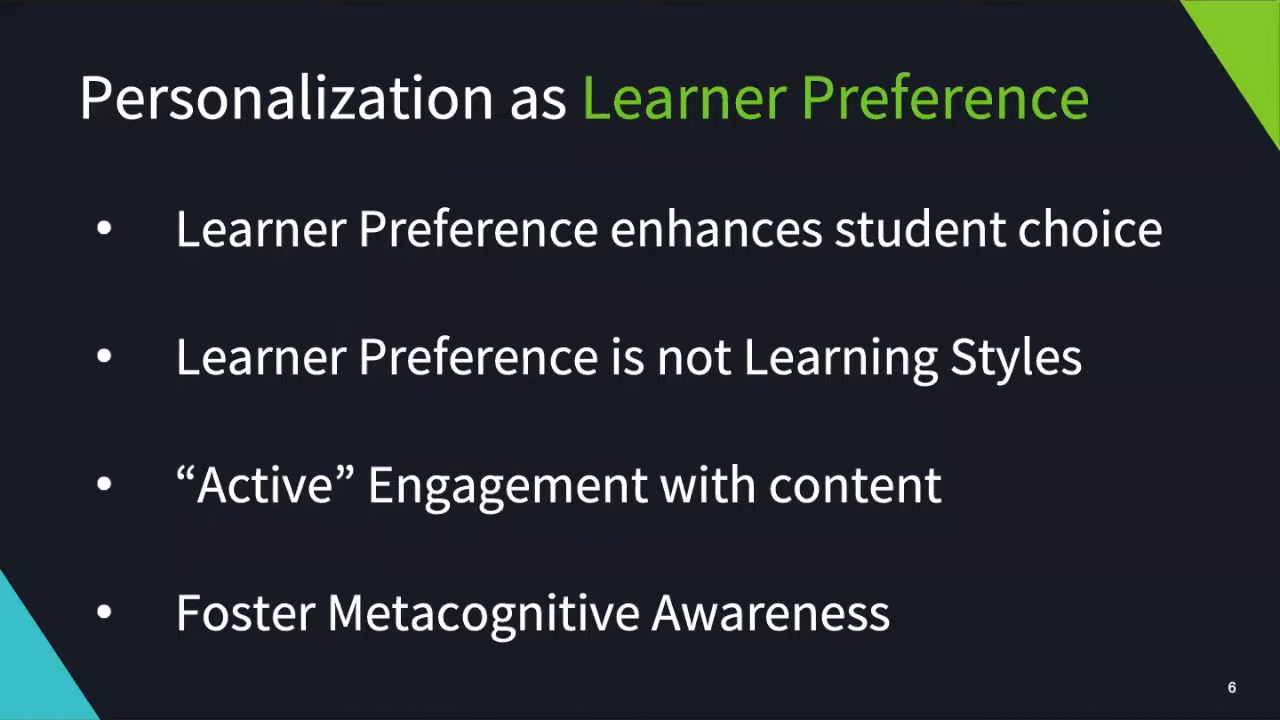 Personalization as Learner Preference
• Learner Preference enhances student choice
• Learner Preference is not Learning Styles
• “Active” Engagement with content
• Foster Metacognitive Awareness
6